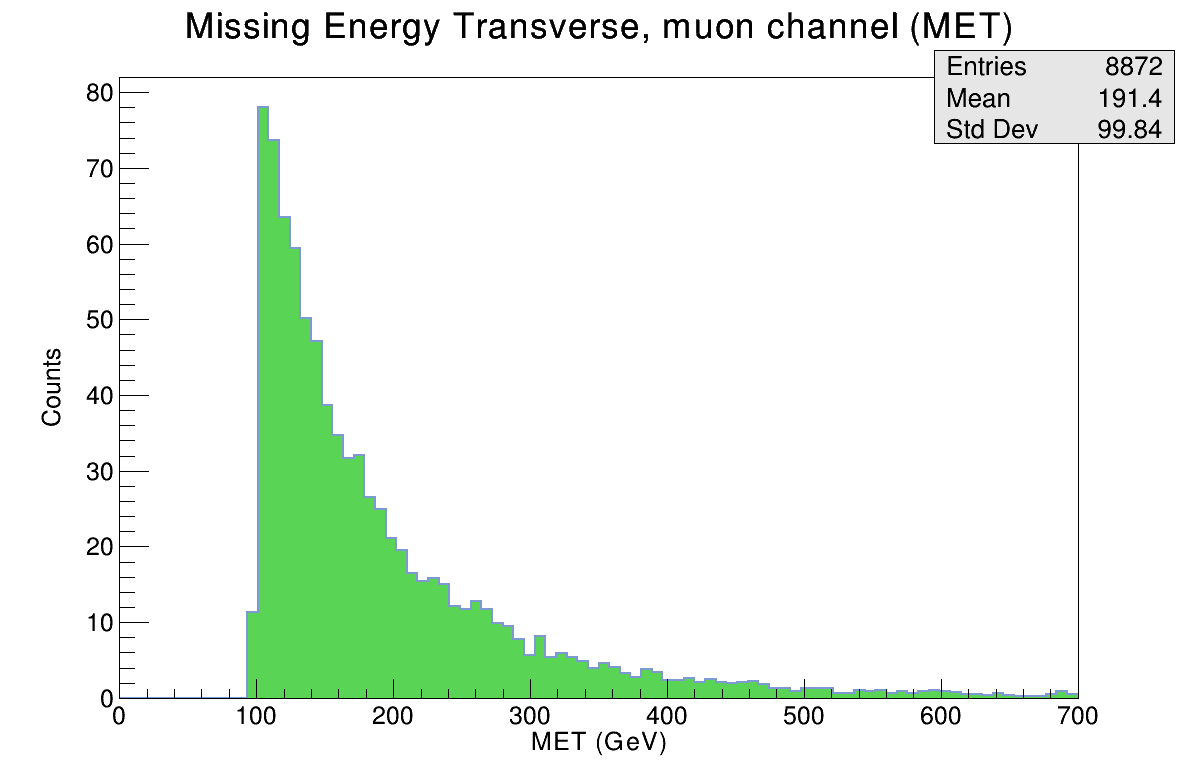 Missing Energy Transverse, muon channel (MET)
Entries 8872
Mean 191.4
Std Dev 99.84
80
70
60
50
40
30
20
10
0
Counts
0 100 200 300 400 500 600 700
MET (GeV)